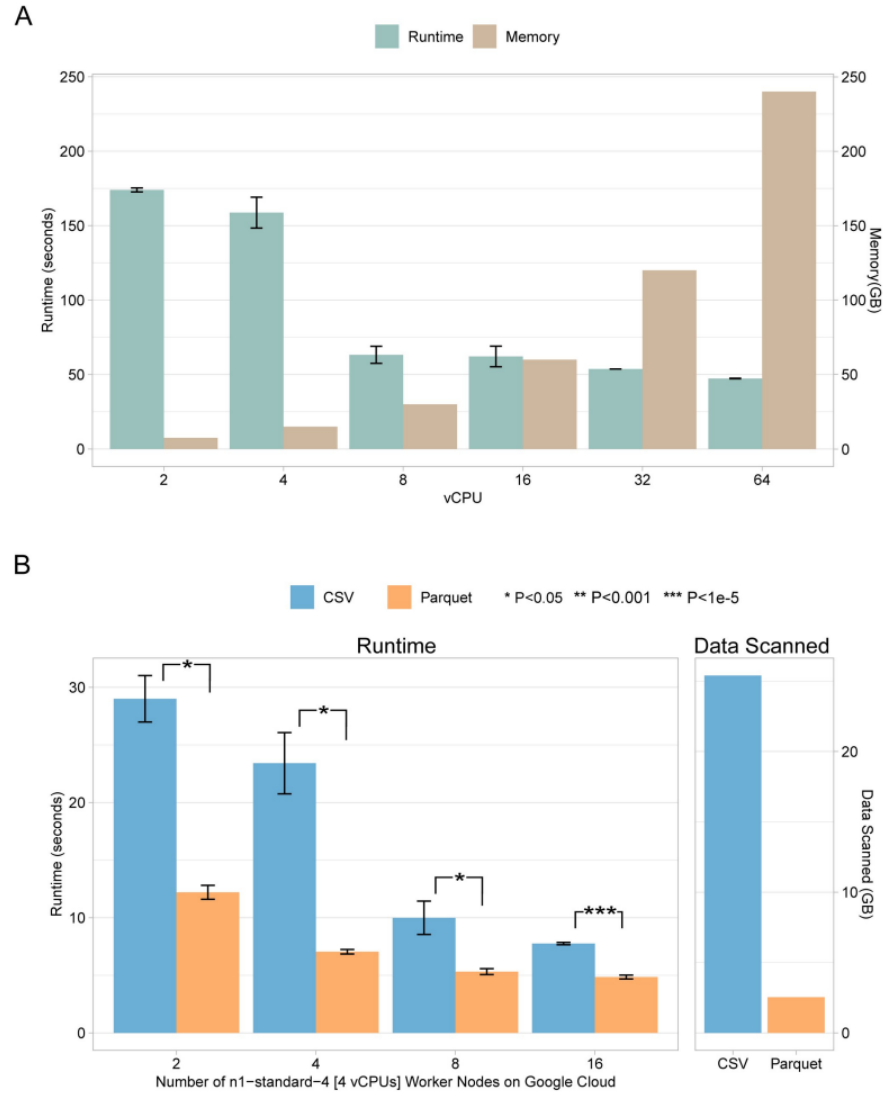 A
Runtime Memory
250 250
200 200
150 150
100 100
50 50
0 0
Runtime (seconds)
Memory(GB)
2 4 8 16 32 64
vCPU
B
CSV Parquet * P<0.05 ** P<0.001 *** P<1e-5
Runtime Data Scanned
*
*
*
***
30
20
10
0
Runtime (seconds)
20
10
0
Data Scanned (GB)
2 4 8 16 CSV Parquet
Number of n1−standard−4 [4 vCPUs] Worker Nodes on Google Cloud